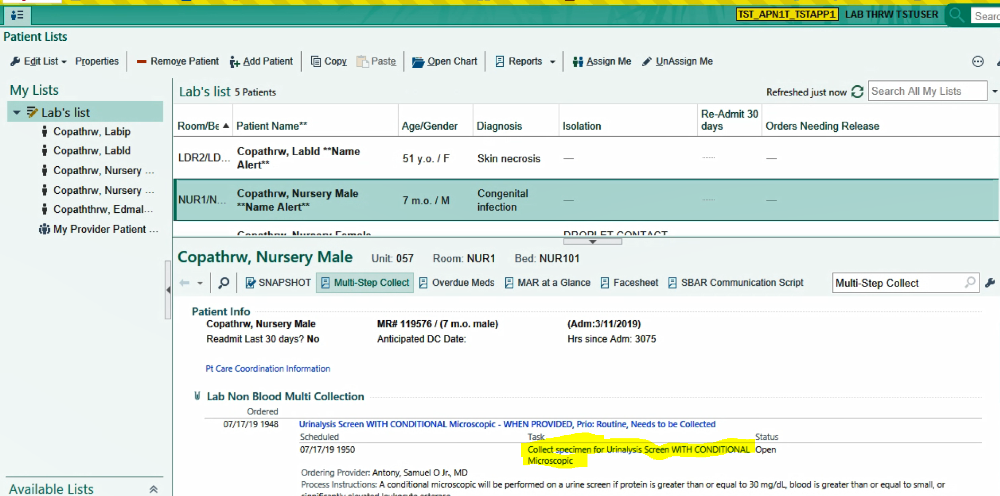 TST_APN1T_TSTAPP1 LAB THRW TSTUSER Searc
Patient Lists
Edit List Properties Remove Patient Add Patient Copy Paste Open Chart Reports Assign Me UnAssign Me
My Lists
Lab's list
Copathrw, Labip
Copathrw, Labld
Copathrw, Nursery ...
Copathrw, Nursery ...
Copaththrw, Edmal...
My Provider Patient ...
Available Lists
Lab's list 5 Patients
Refreshed just now Search All My Lists
Room/Be Patient Name** Age/Gender Diagnosis Isolation Re-Admit 30 days Orders Needing Release
LDR2/LD... Copathrw, Labld **Name Alert** 51 y.o. / F Skin necrosis — ........ —
NUR1/N... Copathrw, Nursery Male **Name Alert** 7 m.o. / M Congenital infection — ........ —
Copathrw, Nursery Female DROPLET CONTACT
Copathrw, Nursery Male Unit: 057 Room: NUR1 Bed: NUR101
SNAPSHOT Multi-Step Collect Overdue Meds MAR at a Glance Facesheet SBAR Communication Script Multi-Step Collect
Patient Info
Copathrw, Nursery Male MR# 119576 / (7 m.o. male) (Adm:3/11/2019)
Readmit Last 30 days? No Anticipated DC Date: Hrs since Adm: 3075
Pt Care Coordination Information
Lab Non Blood Multi Collection
Ordered
07/17/19 1948 Urinalysis Screen WITH CONDITIONAL Microscopic - WHEN PROVIDED, Prio: Routine, Needs to be Collected
Scheduled Task Status
07/17/19 1950 Collect specimen for Urinalysis Screen WITH CONDITIONAL Microscopic Open
Ordering Provider: Antony, Samuel O Jr., MD
Process Instructions: A conditional microscopic will be performed on a urine screen if protein is greater than or equal to 30 mg/dL, blood is greater than or equal to small, or
significantly elevated leukocyte esterase